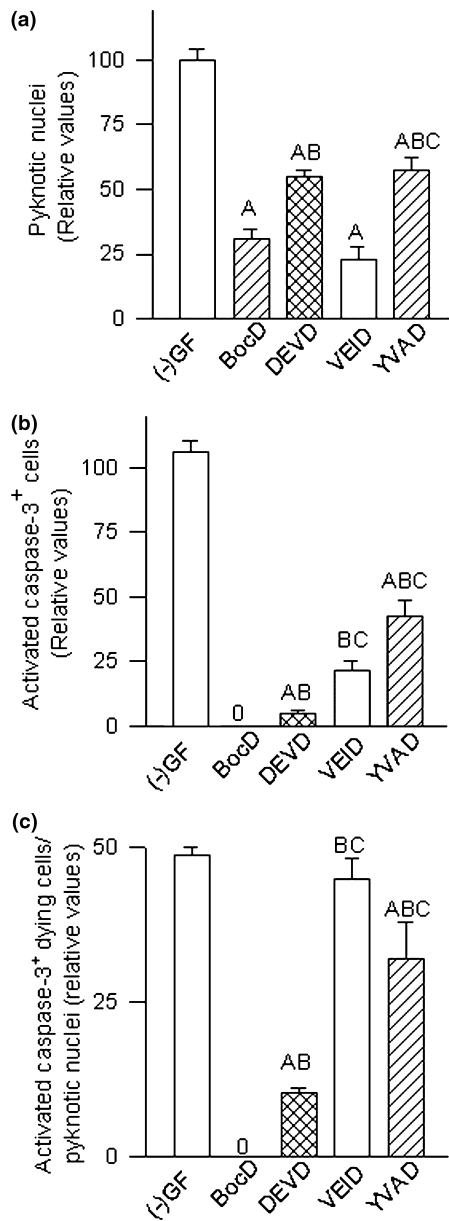 (a)
Pyknotic nuclei
(Relative values)
100
75
50
25
0
A
AB
A
ABC
(-)GF
BocD
DEVD
VEID
YVAD
(b)
Activated caspase-3+ cells
(Relative values)
100
75
50
25
0
0
AB
BC
ABC
(-)GF
BocD
DEVD
VEID
YVAD
(c)
Activated caspase-3+ dying cells/
pyknotic nuclei (relative values)
50
25
0
0
AB
BC
ABC
(-)GF
BocD
DEVD
VEID
YVAD